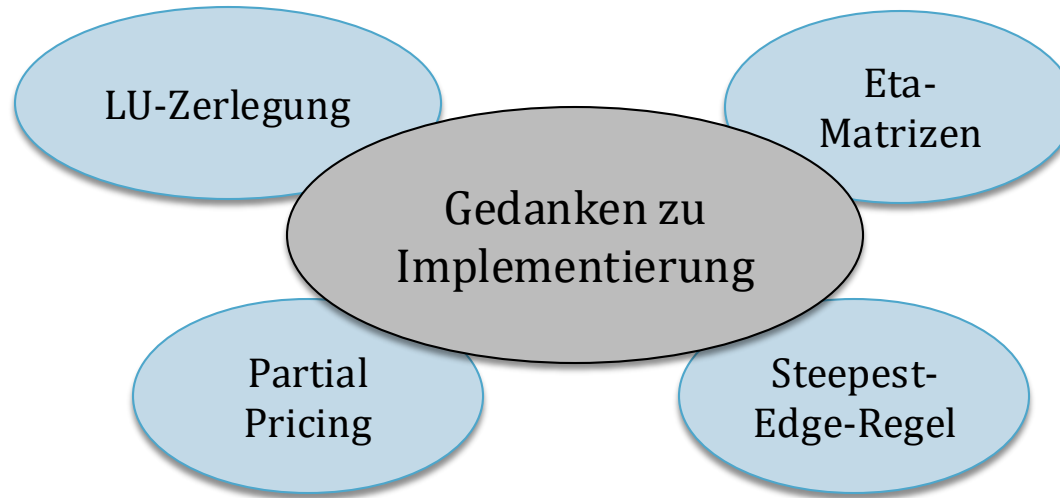 LU-Zerlegung
Eta-
Matrizen
Gedanken zu
Implementierung
Partial
Pricing
Steepest-
Edge-Regel